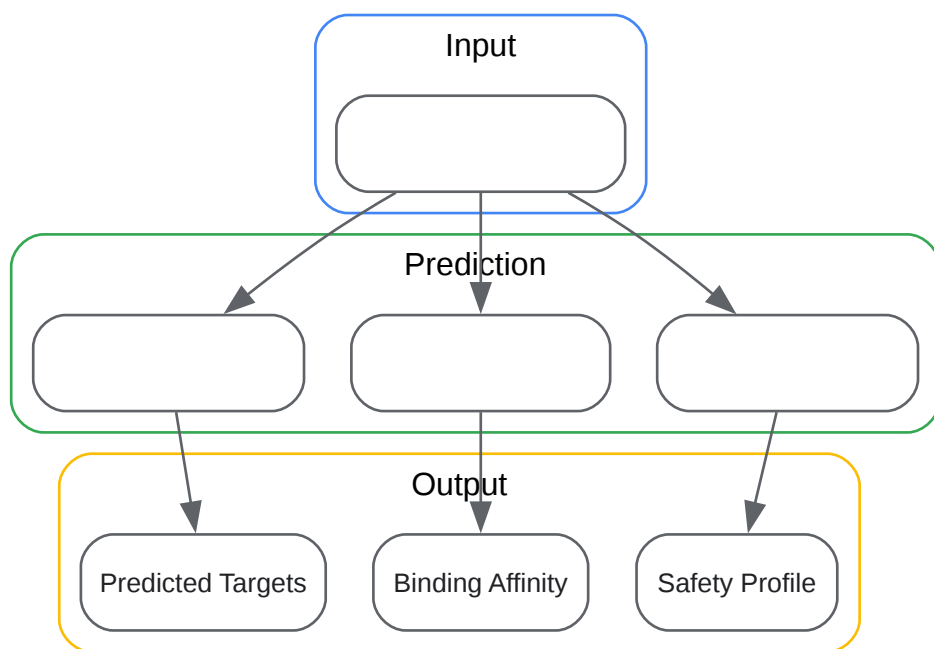 Input
Prediction
Output
Predicted Targets
Binding Affinity
Safety Profile